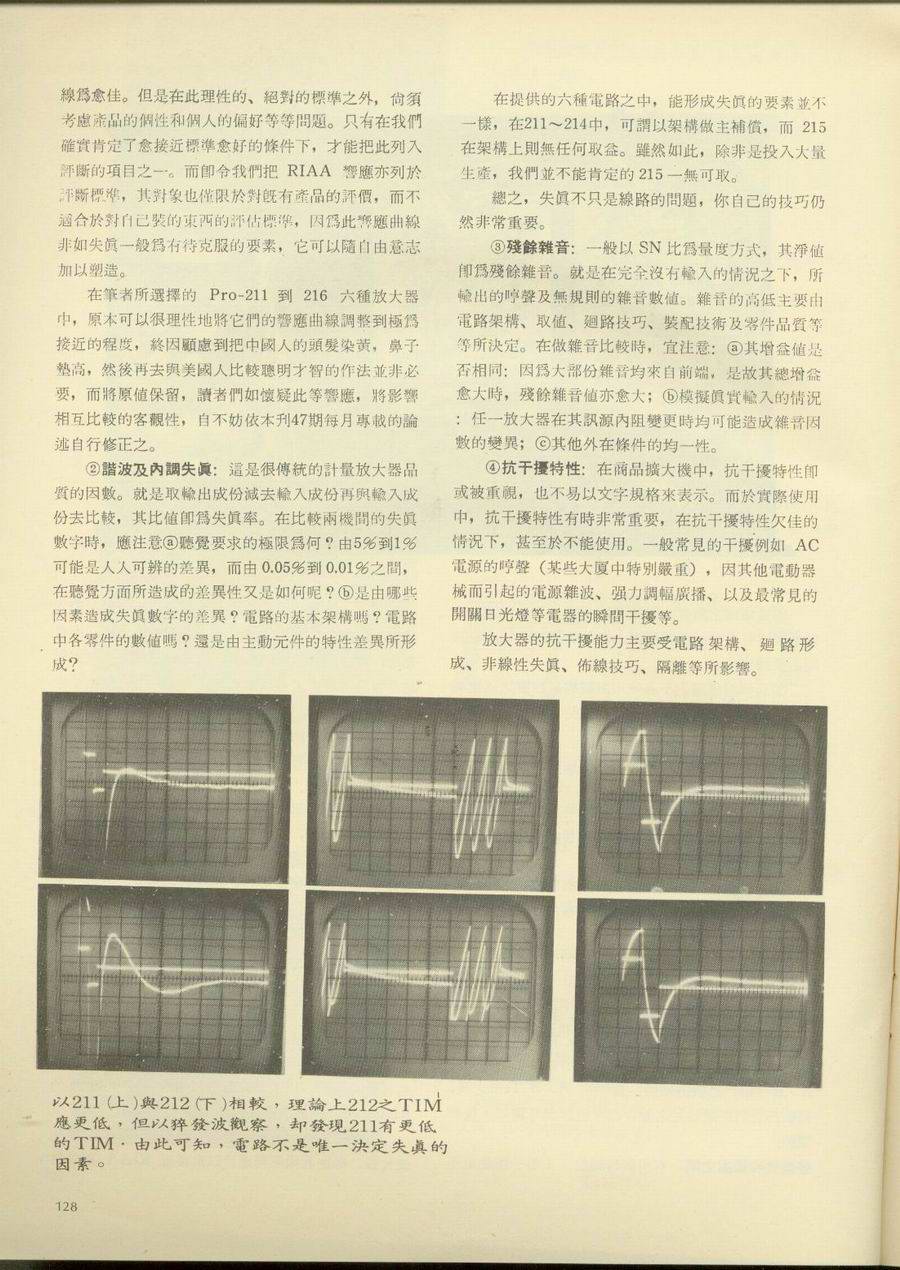 線爲愈佳。但是在此理性的、絕對的標準之外，尙須
考慮產品的個性和個人的偏好等等問題。只有在我們
確實肯定了愈接近標準愈好的條件下，才能把此列入
評斷的項目之一。而卽令我們把 RIAA 響應亦列於
評斷標準，其對象也僅限於對旣有產品的評價，而不
適合於對自己裝的東西的評估標準，因爲此響應曲線
非如失眞一般爲有待克服的要素，它可以隨自由意志
加以塑造。
在筆者所選擇的 Pro-211 到 216 六種放大器
中，原本可以很理性地將它們的響應曲線調整到極爲
接近的程度，終因顧慮到把中國人的頭髮染黃，鼻子
墊高，然後再去與美國人比較聰明才智的作法並非必
要，而將原値保留，讀者們如懷疑此等響應，將影響
相互比較的客觀性，自不妨依本刋47期每月專載的論
述自行修正之。
②諧波及內調失眞：這是很傳統的計量放大器品
質的因數。就是取輸出成份減去輸入成份再與輸入成
份去比較，其比值卽爲失眞率。在比較兩機間的失眞
數字時，應注意ⓐ聽覺要求的極限爲何？由5%到1%
可能是人人可辨的差異，而由 0.05%到 0.01%之間，
在聽覺方面所造成的差異性又是如何呢？ⓑ是由哪些
因素造成失眞數字的差異？電路的基本架構嗎？電路
中各零件的數値嗎？還是由主動元件的特性差異所形
成？
在提供的六種電路之中，能形成失眞的要素並不
一樣，在211～214中，可謂以架構做主補償，而 215
在架構上則無任何取益。雖然如此，除非是投入大量
生產，我們並不能肯定的 215 一無可取。
總之，失眞不只是線路的問題，你自己的技巧仍
然非常重要。
③殘餘雜音：一般以 SN 比爲量度方式，其淨値
卽爲殘餘雜音。就是在完全沒有輸入的情況之下，所
輸出的哼聲及無規則的雜音數値。雜音的高低主要由
電路架構、取値、廻路技巧、裝配技術及零件品質等
等所決定。在做雜音比較時，宜注意：ⓐ其增益値是
否相同：因爲大部份雜音均來自前端，是故其總增益
愈大時，殘餘雜音値亦愈大；ⓑ模擬眞實輸入的情況
：任一放大器在其訊源內阻變更時均可能造成雜音因
數的變異；ⓒ其他外在條件的均一性。
④抗干擾特性：在商品擴大機中，抗干擾特性卽
或被重視，也不易以文字規格來表示。而於實際使用
中，抗干擾特性有時非常重要，在抗干擾特性欠佳的
情況下，甚至於不能使用。一般常見的干擾例如 AC
電源的哼聲（某些大厦中特別嚴重），因其他電動器
械而引起的電源雜波、强力調幅廣播、以及最常見的
開關日光燈等電器的瞬間干擾等。
放大器的抗干擾能力主要受電路架構、廻路形
成、非線性失眞、佈線技巧、隔離等所影響。
以211（上）與212（下）相較，理論上212之TIM
應更低，但以猝發波觀察，却發現211有更低
的TIM．由此可知，電路不是唯一決定失眞的
因素。
128